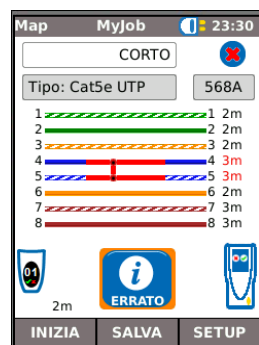 Map MyJob 23:30
CORTO
Tipo: Cat5e UTP 568A
1 1 2m
2 2 2m
3 3 2m
4 4 3m
5 5 3m
6 6 2m
7 7 3m
8 8 3m
01
2m
i
ERRATO
INIZIA SALVA SETUP